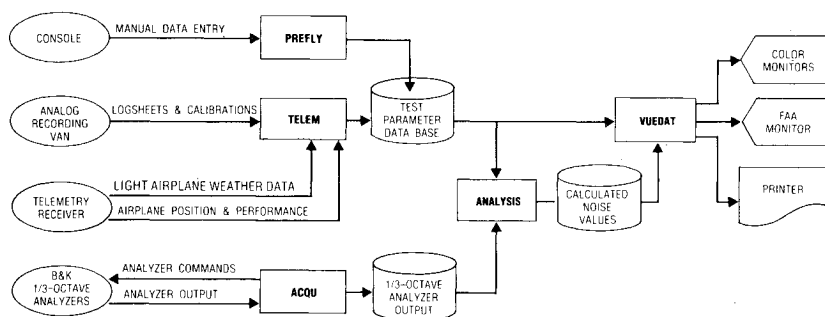 CONSOLE
MANUAL DATA ENTRY
PREFLY
COLOR
MONITORS
ANALOG
RECORDING
VAN
LOGSHEETS & CALIBRATIONS
TELEM
TEST
PARAMETER
DATA BASE
VUEDAT
FAA
MONITOR
TELEMETRY
RECEIVER
LIGHT AIRPLANE WEATHER DATA
AIRPLANE POSITION & PERFORMANCE
ANALYSIS
CALCULATED
NOISE
VALUES
PRINTER
B&K
1/3-OCTAVE
ANALYZERS
ANALYZER COMMANDS
ANALYZER OUTPUT
ACQU
1/3-OCTAVE
ANALYZER
OUTPUT